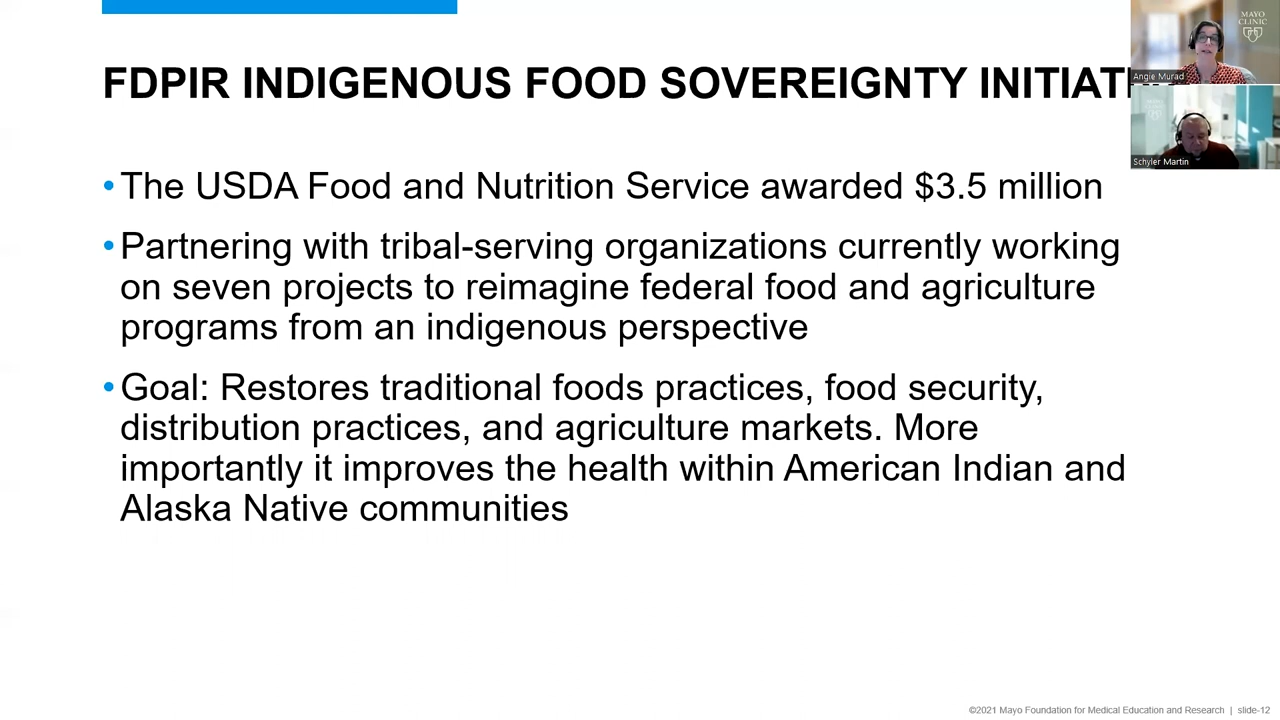 FDPIR INDIGENOUS FOOD SOVEREIGNTY INITIAT
MAYO
CLINIC
Angie Murad
Schyler Martin
•The USDA Food and Nutrition Service awarded $3.5 million
•Partnering with tribal-serving organizations currently working
on seven projects to reimagine federal food and agriculture
programs from an indigenous perspective
•Goal: Restores traditional foods practices, food security,
distribution practices, and agriculture markets. More
importantly it improves the health within American Indian and
Alaska Native communities
©2021 Mayo Foundation for Medical Education and Research | slide-12